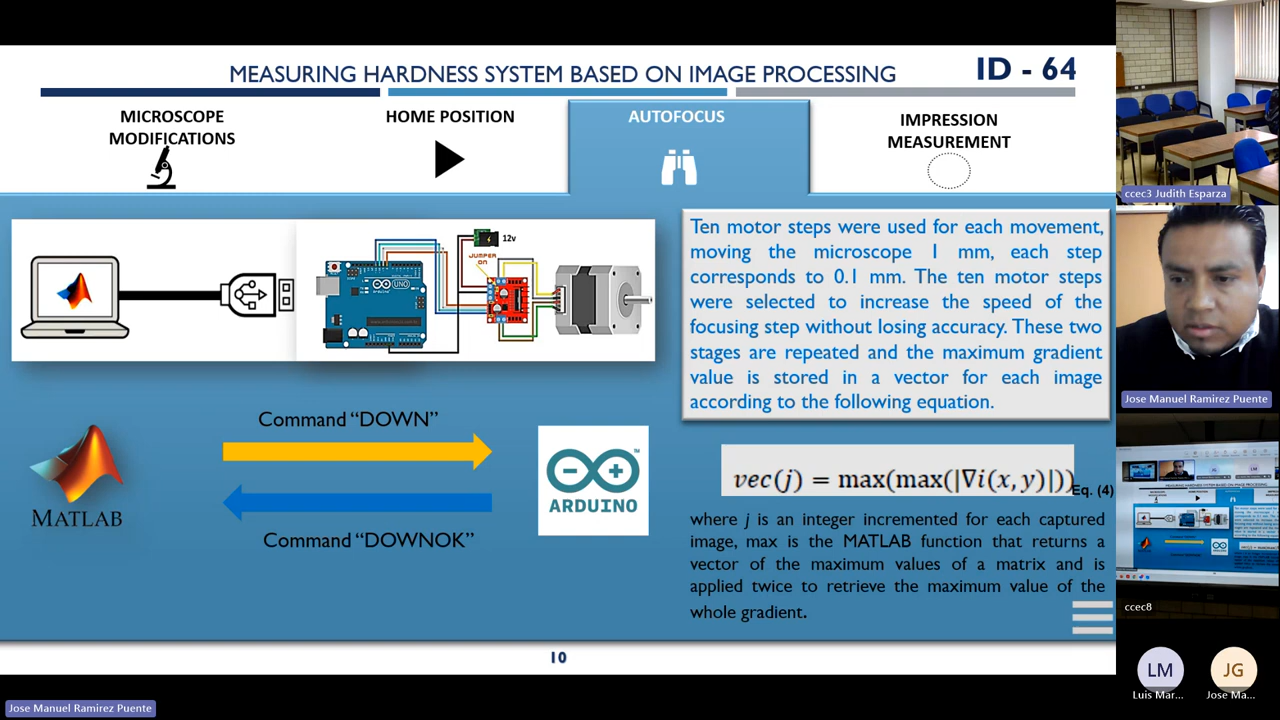 MEASURING HARDNESS SYSTEM BASED ON IMAGE PROCESSING
ID - 64
MICROSCOPE
MODIFICATIONS
HOME POSITION
AUTOFOCUS
IMPRESSION
MEASUREMENT
12v
JUMPER
ON
UNO
Ten motor steps were used for each movement,
moving the microscope 1 mm, each step
corresponds to 0.1 mm. The ten motor steps
were selected to increase the speed of the
focusing step without losing accuracy. These two
stages are repeated and the maximum gradient
value is stored in a vector for each image
according to the following equation.
Command “DOWN”
MATLAB
ARDUINO
TM
Command “DOWNOK”
vec(j) = max(max(|∇i(x,y)|))
Eq. (4)
where j is an integer incremented for each captured
image, max is the MATLAB function that returns a
vector of the maximum values of a matrix and is
applied twice to retrieve the maximum value of the
whole gradient.
10
Jose Manuel Ramirez Puente
ccec3 Judith Esparza
Jose Manuel Ramirez Puente
ccec8
LM
JG
Luis Mar...
Jose Ma...